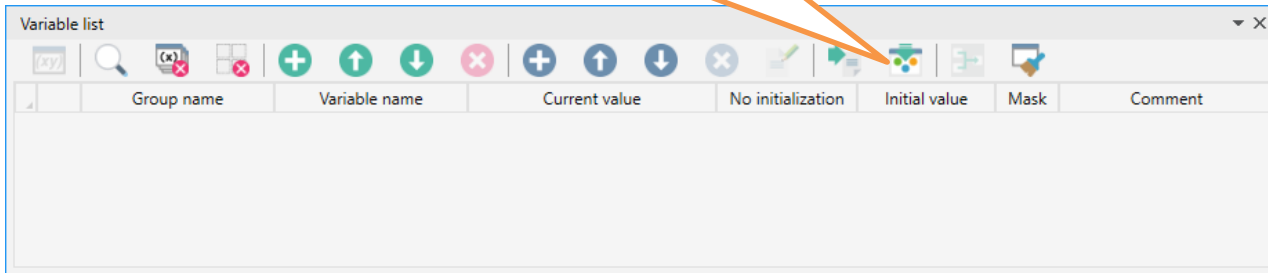 Variable list
(xy)
(x)
Group name Variable name Current value No initialization Initial value Mask Comment